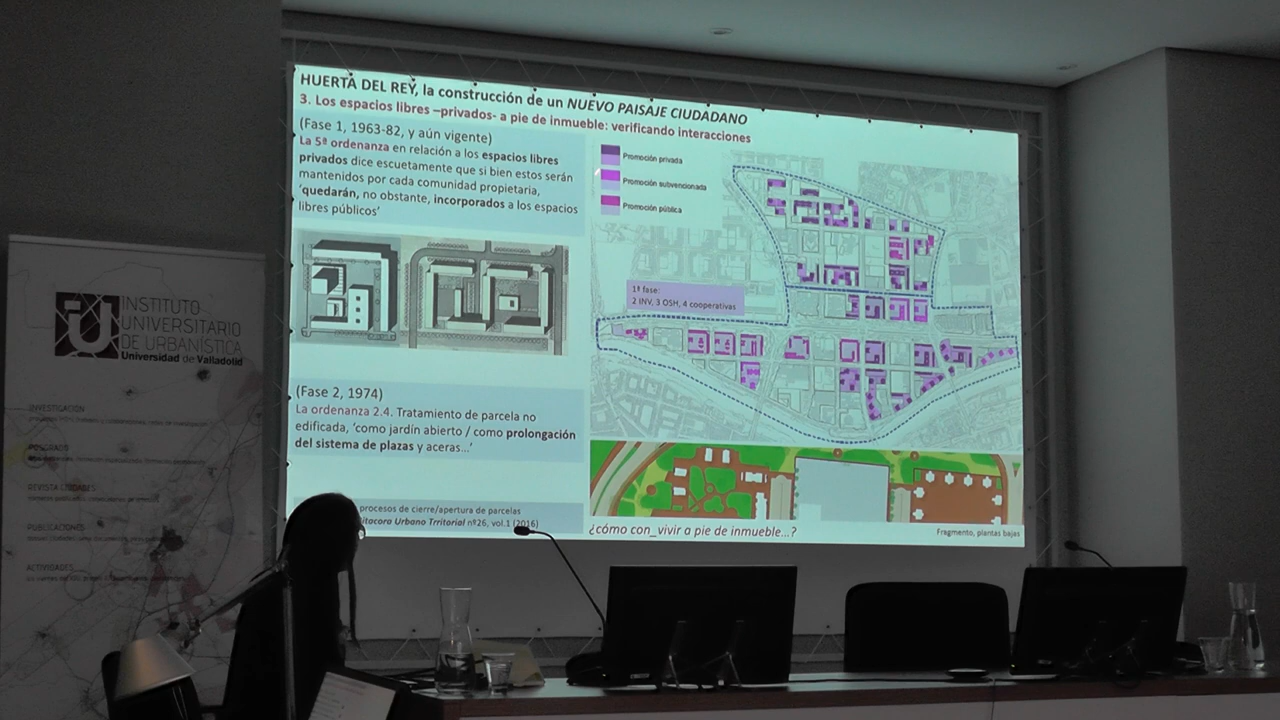 HUERTA DEL REY, la construcción de un NUEVO PAISAJE CIUDADANO
3. Los espacios libres –privados- a pie de inmueble: verificando interacciones
(Fase 1, 1963-82, y aún vigente)
La 5ª ordenanza en relación a los espacios libres
privados dice escuetamente que si bien estos serán
mantenidos por cada comunidad propietaria,
'quedarán, no obstante, incorporados a los espacios
libres públicos'
(Fase 2, 1974)
La ordenanza 2.4. Tratamiento de parcela no
edificada, 'como jardín abierto / como prolongación
del sistema de plazas y aceras...'
procesos de cierre/apertura de parcelas
itacora Urbano Trritorial nº26, vol.1 (2016)
Promoción privada
Promoción subvencionada
Promoción pública
1ª fase:
2 INV, 3 OSH, 4 cooperativas
¿cómo con_vivir a pie de inmueble...?
Fragmento, plantas bajas
INSTITUTO
UNIVERSITARIO
DE URBANÍSTICA
Universidad de Valladolid
INVESTIGACIÓN
POSGRADO
REVISTA CIUDADES
PUBLICACIONES
ACTIVIDADES